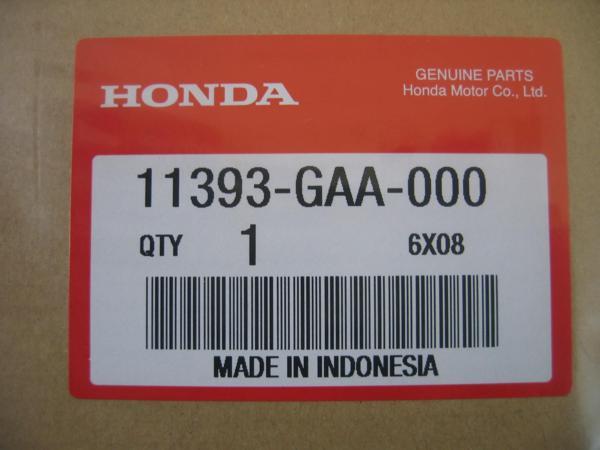 HONDA
GENUINE PARTS
Honda Motor Co., Ltd.
11393-GAA-000
QTY 1 6X08
MADE IN INDONESIA